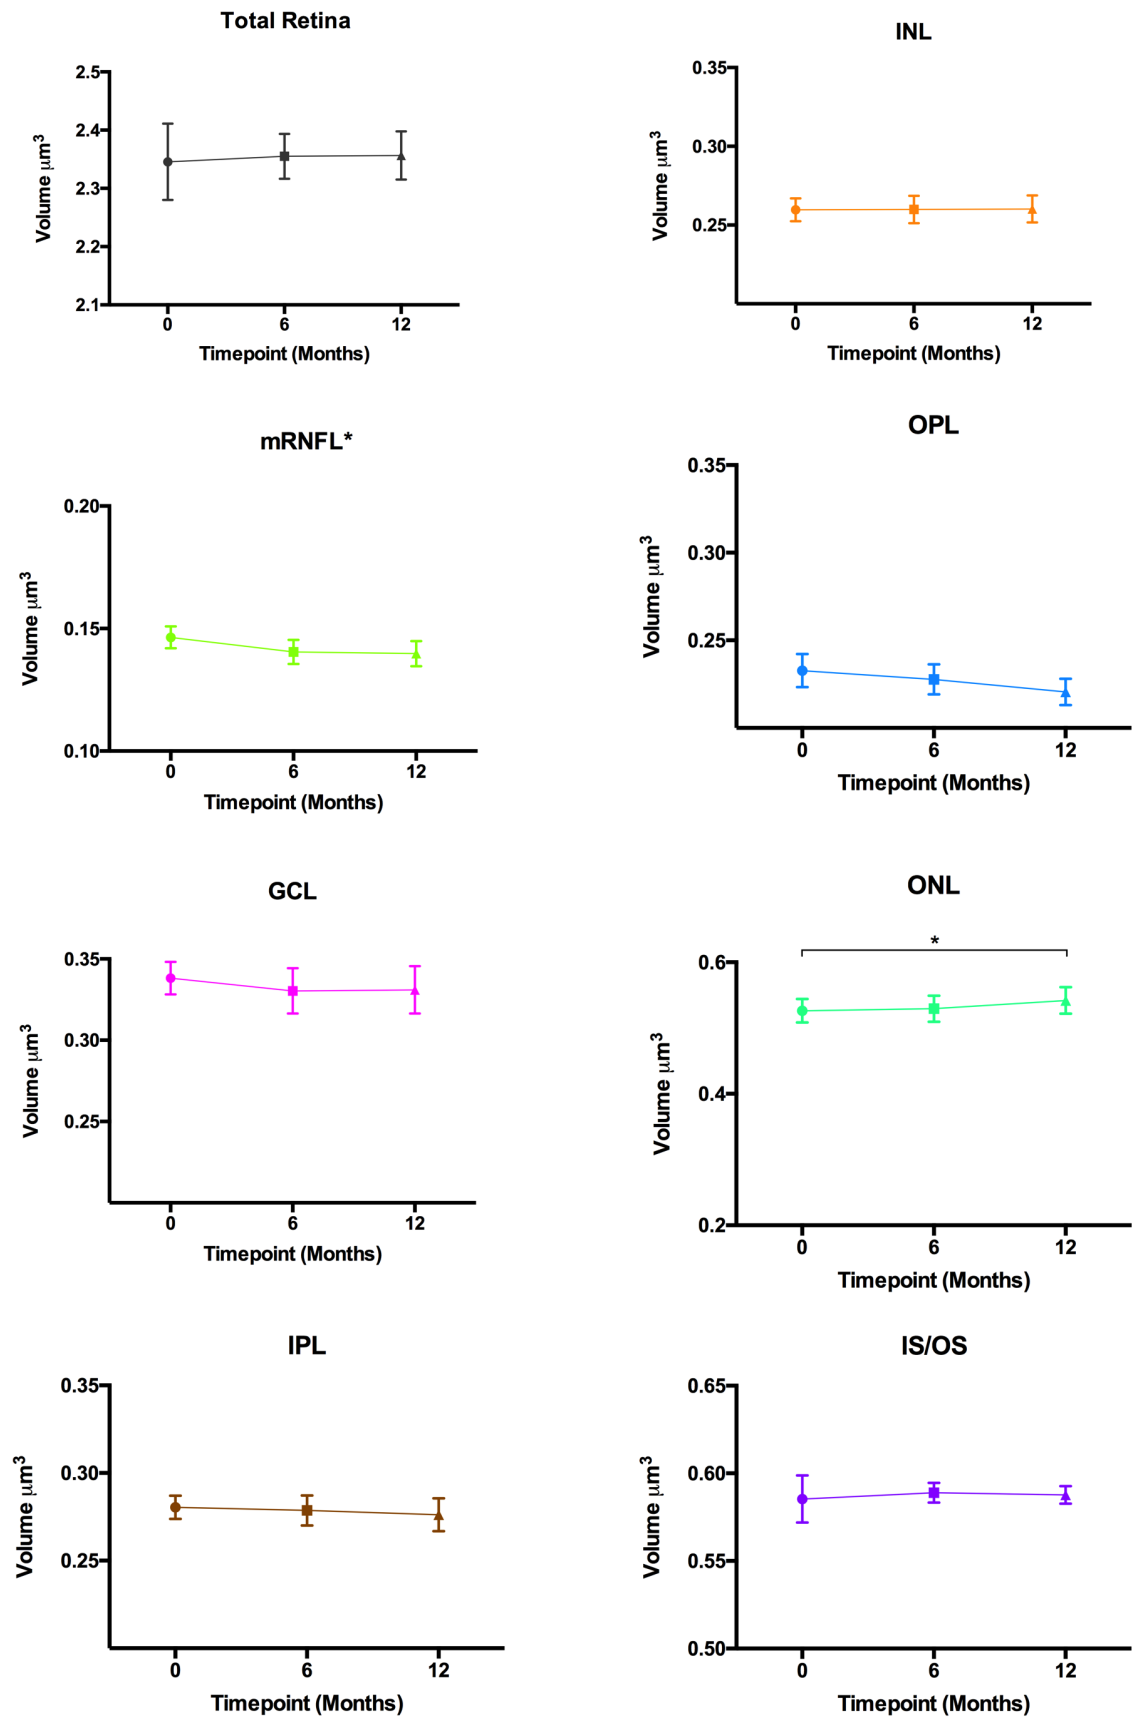 Total Retina
2.5
2.4
2.3
2.2
2.1
Volume μm³
0 6 12
Timepoint (Months)
INL
0.35
0.30
0.25
Volume μm³
0 6 12
Timepoint (Months)
mRNFL*
0.20
0.15
0.10
Volume μm³
0 6 12
Timepoint (Months)
OPL
0.35
0.30
0.25
Volume μm³
0 6 12
Timepoint (Months)
GCL
0.35
0.30
0.25
Volume μm³
0 6 12
Timepoint (Months)
ONL
*
0.6
0.4
0.2
Volume μm³
0 6 12
Timepoint (Months)
IPL
0.35
0.30
0.25
Volume μm³
0 6 12
Timepoint (Months)
IS/OS
0.65
0.60
0.55
0.50
Volume μm³
0 6 12
Timepoint (Months)